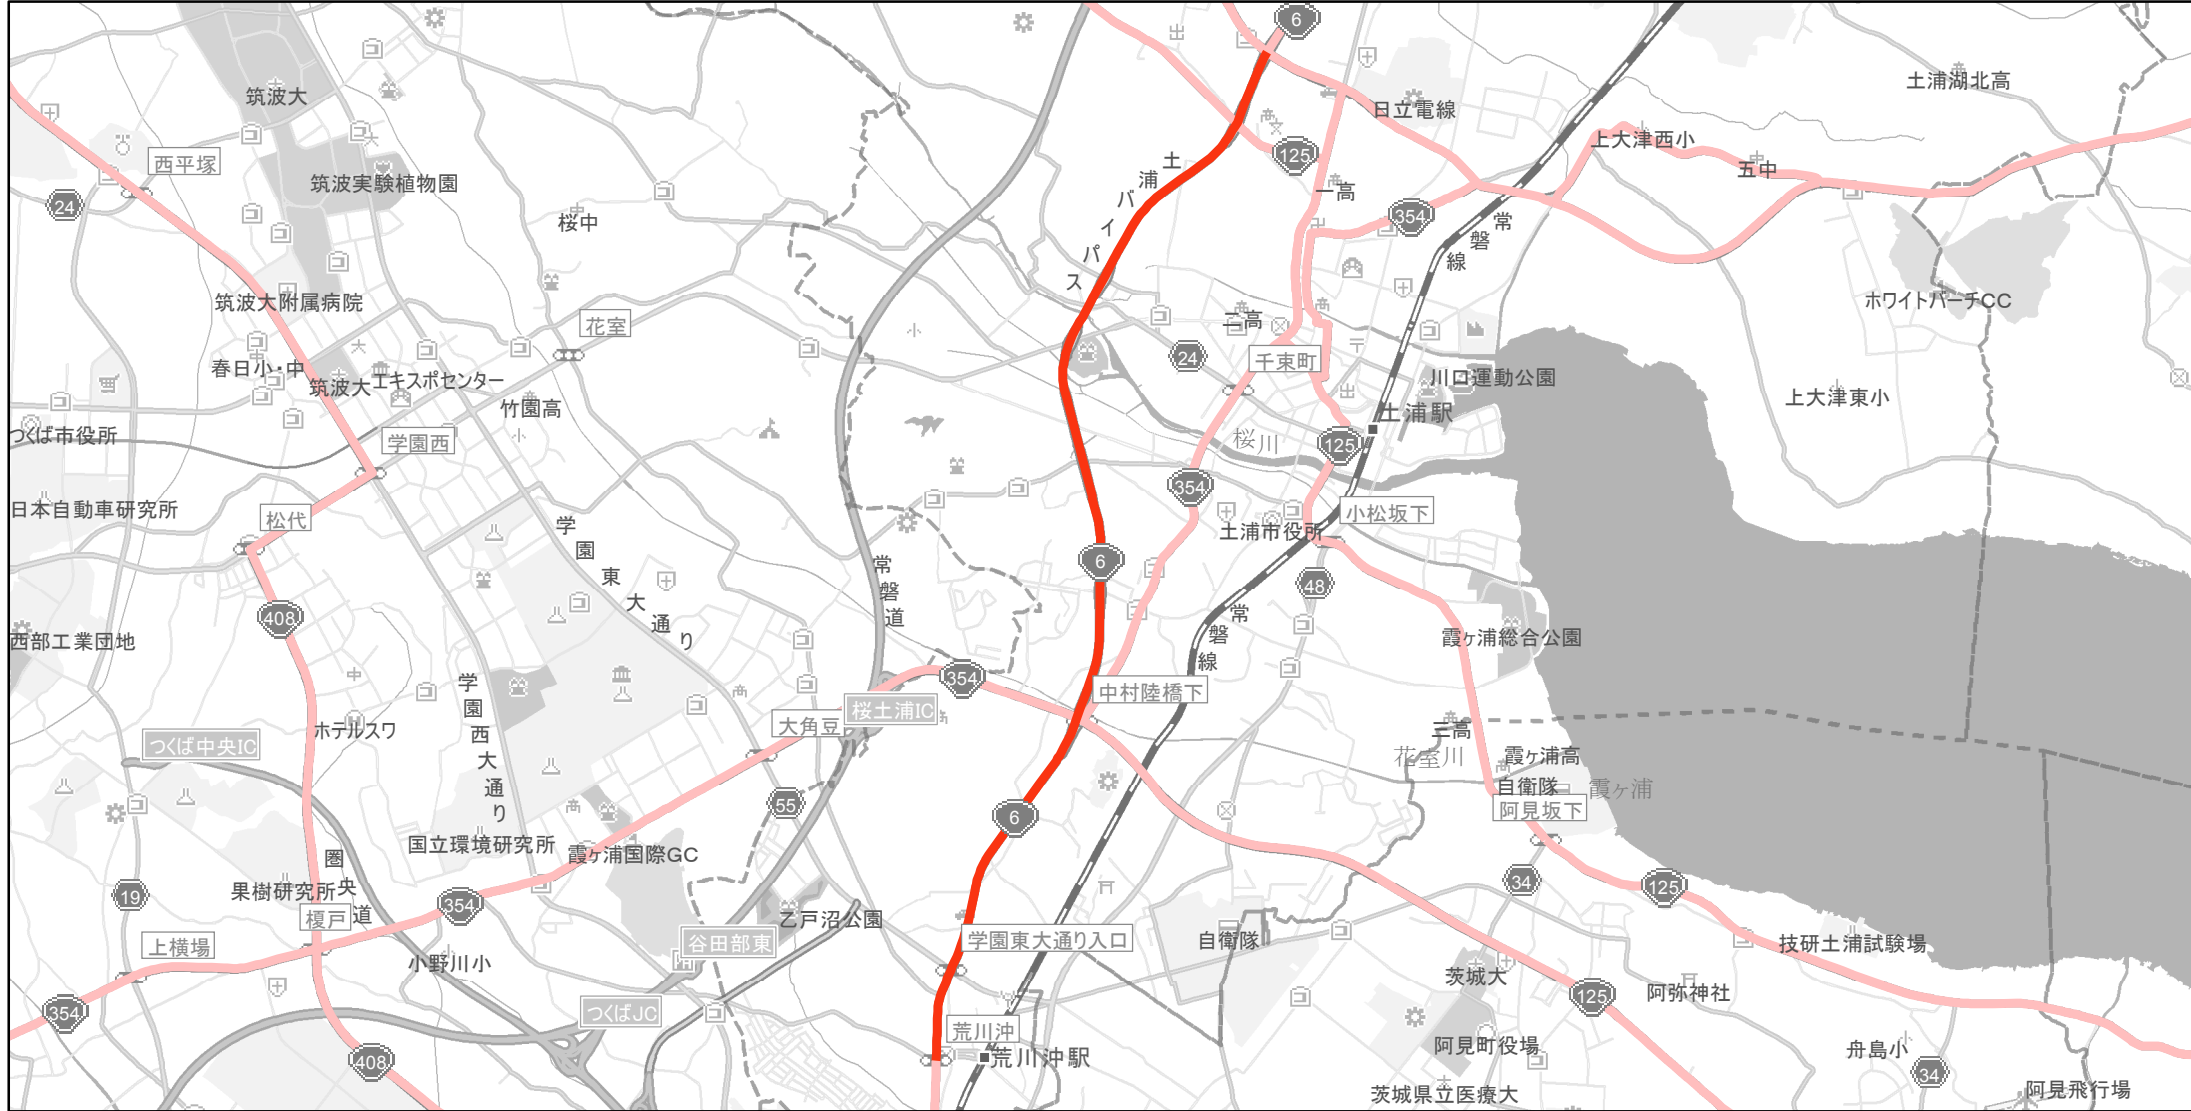 6
筑波大
土浦湖北高
日立電線
125
上大津西小
西平塚
五中
土浦バイパス
筑波実験植物園
一高
24
354
桜中
常磐線
筑波大附属病院
ホワイトバーチCC
花室
二高
24
千束町
春日小・中
筑波大
エキスポセンター
川口運動公園
上大津東小
竹園高
土浦駅
つくば市役所
学園西
桜川
125
354
日本自動車研究所
松代
小松坂下
土浦市役所
学園東大通り
常磐道
6
48
408
常磐線
西部工業団地
霞ヶ浦総合公園
354
中村陸橋下
学園西大通り
桜土浦IC
大角豆
ホテルスワ
三高
つくば中央IC
花室川
霞ヶ浦高
自衛隊
霞ヶ浦
55
阿見坂下
6
国立環境研究所
霞ヶ浦国際GC
圏央道
果樹研究所
19
34
125
354
榎戸
乙戸沼公園
上横場
谷田部東
学園東大通り入口
自衛隊
技研土浦試験場
小野川小
茨城大
阿弥神社
125
354
つくばJC
荒川沖
荒川沖駅
阿見町役場
舟島小
408
34
茨城県立医療大
阿見飛行場